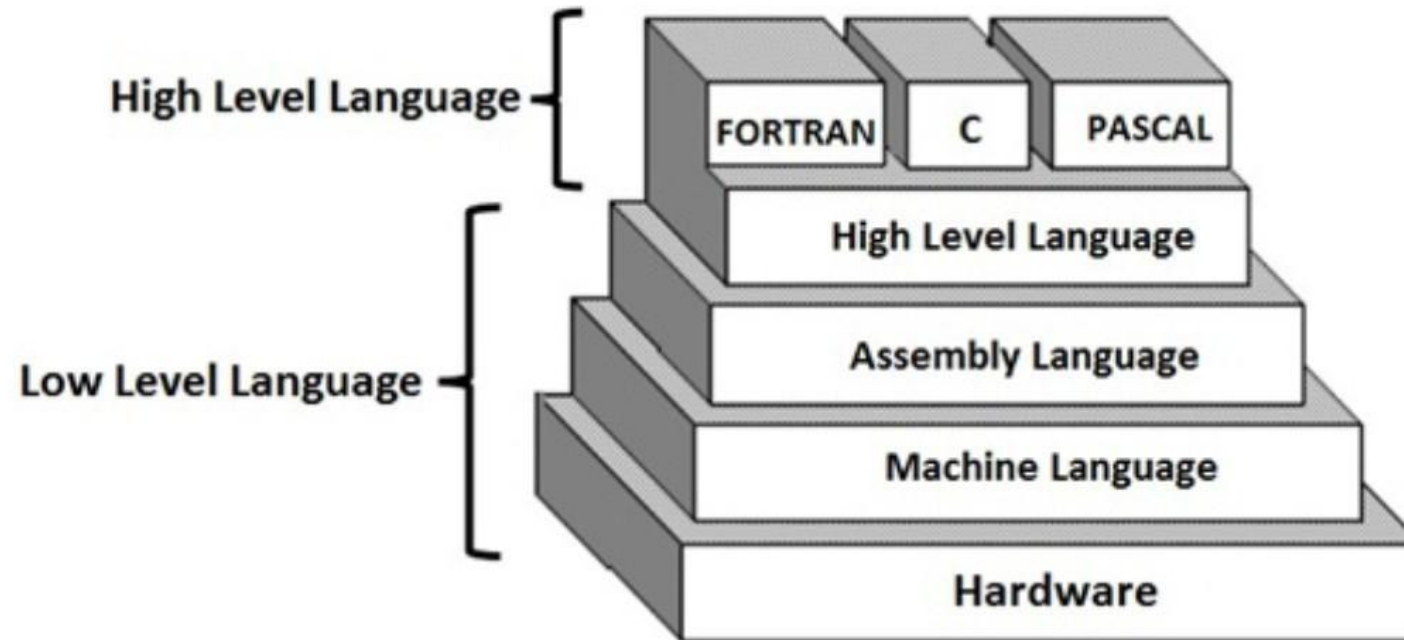 High Level Language
FORTRAN C PASCAL
High Level Language
Assembly Language
Low Level Language
Machine Language
Hardware